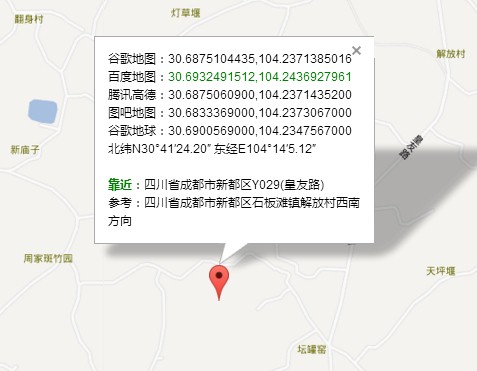 翻身村
灯草堰
解放村
谷歌地图：30.6875104435,104.2371385016
百度地图：30.6932491512,104.2436927961
腾讯高德：30.6875060900,104.2371435200
图吧地图：30.6833369000,104.2373067000
谷歌地球：30.6900569000,104.2347567000
北纬N30°41′24.20″ 东经E104°14′5.12″
靠近：四川省成都市新都区Y029(皇友路)
参考：四川省成都市新都区石板滩镇解放村西南
方向
皇友路
新庙子
周家斑竹园
天坪堰
坛罐窑